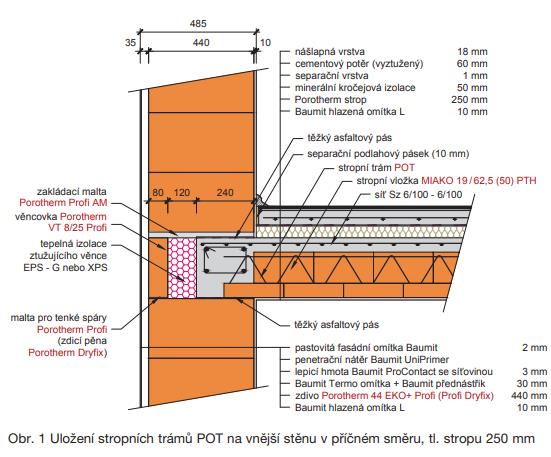 485
35
440
10
nášlapná vrstva 18 mm
cementový potěr (vyztužený) 60 mm
separační vrstva 1 mm
minerální kročejová izolace 50 mm
Porotherm strop 250 mm
Baumit hlazená omítka L 10 mm
těžký asfaltový pás
separační podlahový pásek (10 mm)
stropní trám POT
stropní vložka MIAKO 19/62,5 (50) PTH
síť Sz 6/100 - 6/100
80
120
240
zakládací malta
Porotherm Profi AM
věncovka Porotherm
VT 8/25 Profi
tepelná izolace
ztužujícího věnce
EPS - G nebo XPS
malta pro tenké spáry
Porotherm Profi
(zdicí pěna
Porotherm Dryfix)
těžký asfaltový pás
pastovitá fasádní omítka Baumit 2 mm
penetrační nátěr Baumit UniPrimer
lepicí hmota Baumit ProContact se síťovinou 3 mm
Baumit Termo omítka + Baumit přednástřik 30 mm
zdivo Porotherm 44 EKO+ Profi (Profi Dryfix) 440 mm
Baumit hlazená omítka L 10 mm
Obr. 1 Uložení stropních trámů POT na vnější stěnu v příčném směru, tl. stropu 250 mm